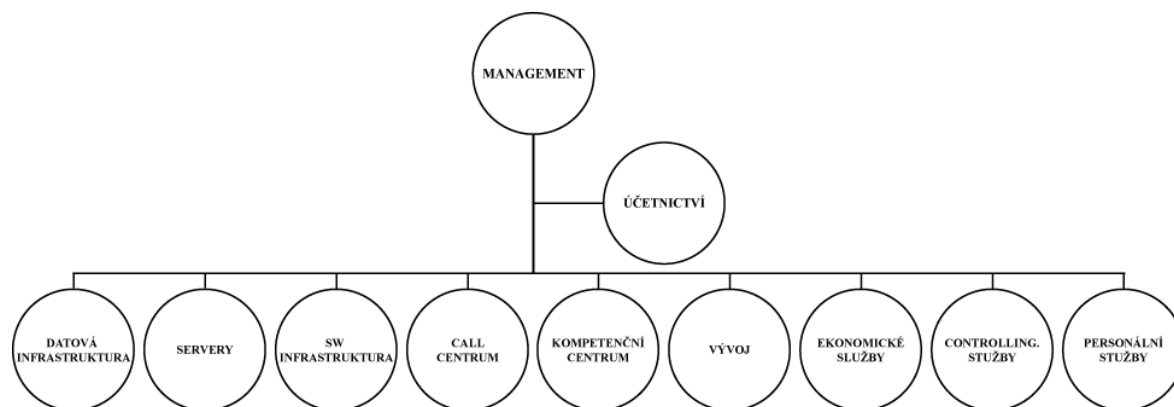 MANAGEMENT
ÚČETNICTVÍ
DATOVÁ
INFRASTRUKTURA
SERVERY
SW
INFRASTRUKTURA
CALL
CENTRUM
KOMPETENČNÍ
CENTRUM
VÝVOJ
EKONOMICKÉ
SLUŽBY
CONTROLLING.
STUŽBY
PERSONÁLNÍ
STUŽBY